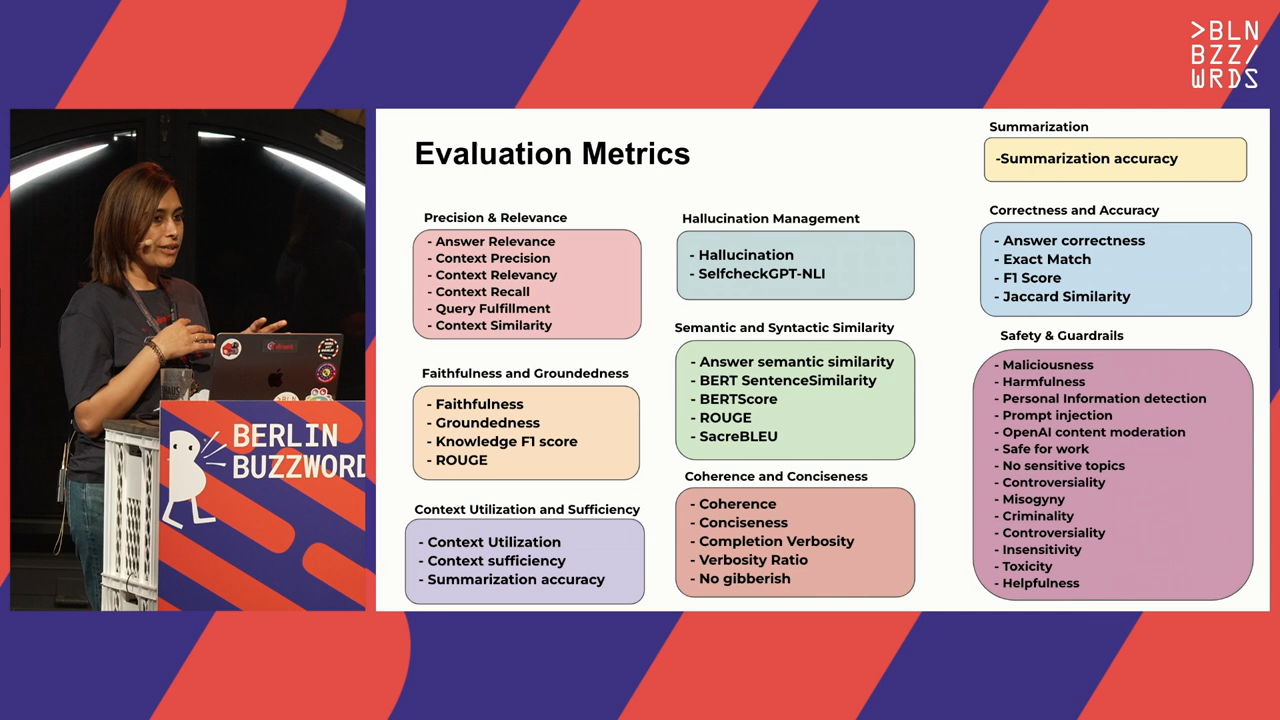 >BLN
BZZ/
WRDS
BERLIN
BUZZWORD
Evaluation Metrics
Precision & Relevance
- Answer Relevance
- Context Precision
- Context Relevancy
- Context Recall
- Query Fulfillment
- Context Similarity
Faithfulness and Groundedness
- Faithfulness
- Groundedness
- Knowledge F1 score
- ROUGE
Context Utilization and Sufficiency
- Context Utilization
- Context sufficiency
- Summarization accuracy
Hallucination Management
- Hallucination
- SelfcheckGPT-NLI
Semantic and Syntactic Similarity
- Answer semantic similarity
- BERT SentenceSimilarity
- BERTScore
- ROUGE
- SacreBLEU
Coherence and Conciseness
- Coherence
- Conciseness
- Completion Verbosity
- Verbosity Ratio
- No gibberish
Summarization
-Summarization accuracy
Correctness and Accuracy
- Answer correctness
- Exact Match
- F1 Score
- Jaccard Similarity
Safety & Guardrails
- Maliciousness
- Harmfulness
- Personal Information detection
- Prompt injection
- OpenAI content moderation
- Safe for work
- No sensitive topics
- Controversiality
- Misogyny
- Criminality
- Controversiality
- Insensitivity
- Toxicity
- Helpfulness